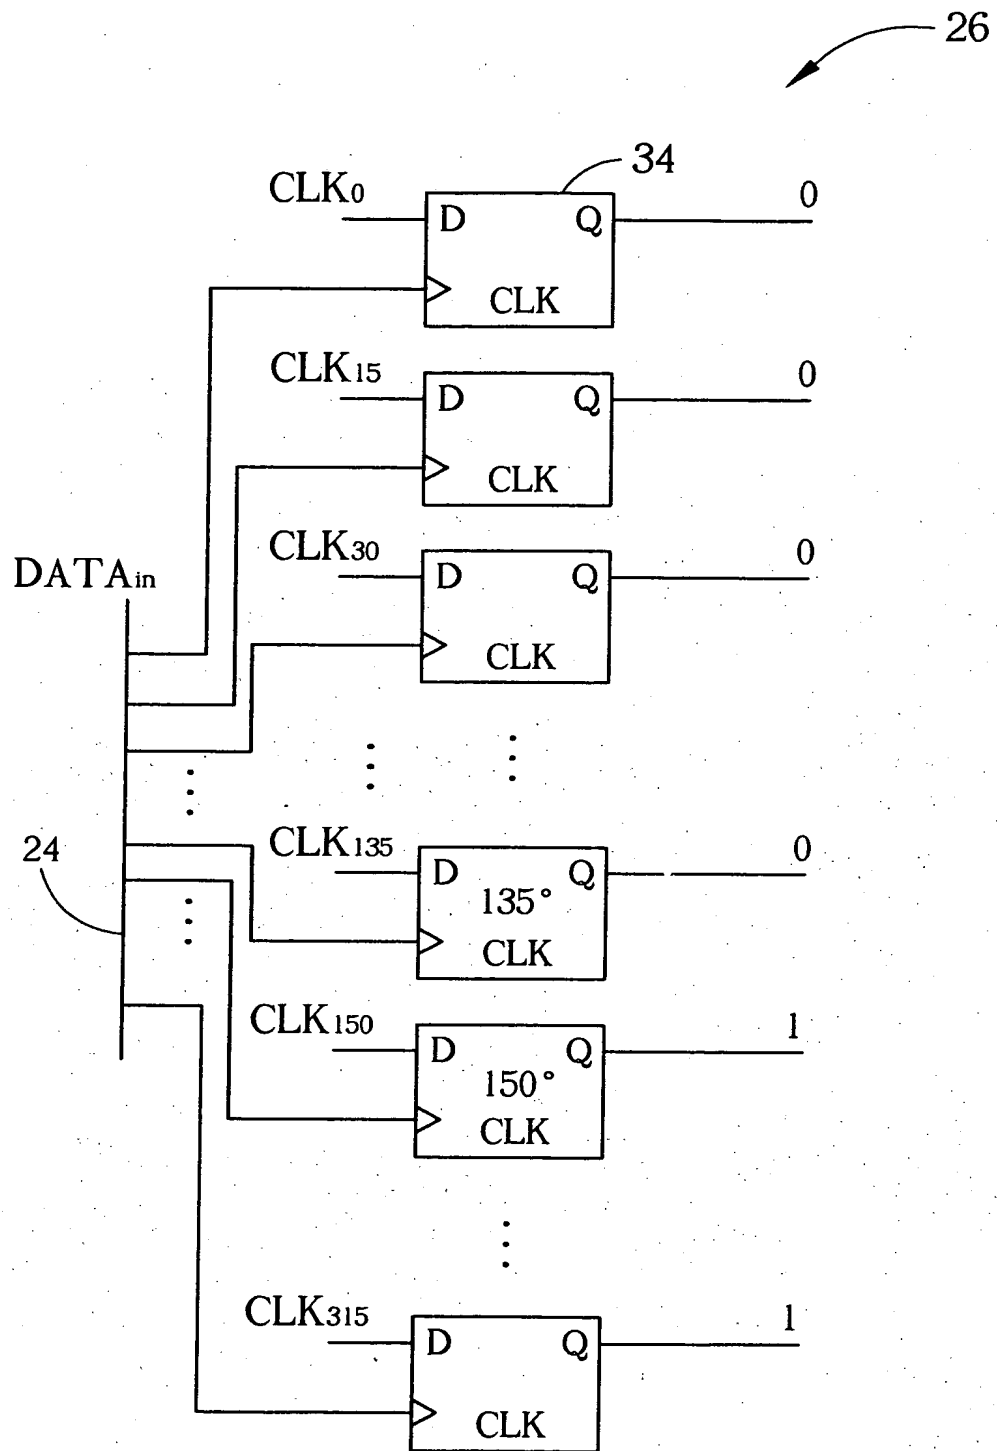 26
34
CLK0 D Q 0
CLK
CLK15 D Q 0
CLK
CLK30 D Q 0
DATAin
CLK
CLK135 D Q 0
24
135°
CLK
CLK150 D Q 1
150°
CLK
CLK315 D Q 1
CLK